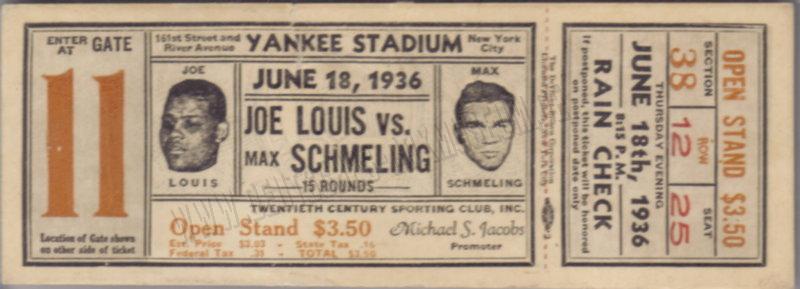 ENTER AT GATE
11
Location of Gate shown
on other side of ticket
161st Street and
River Avenue
YANKEE STADIUM
New York
City
JOE
LOUIS
JUNE 18, 1936
JOE LOUIS vs.
MAX SCHMELING
15 ROUNDS
MAX
SCHMELING
TWENTIETH CENTURY SPORTING CLUB, INC.
Open Stand $3.50
Est. Price $3.03 - State Tax .16
Federal Tax .31 - TOTAL $3.50
Michael S. Jacobs
Promoter
OPEN STAND $3.50
SECTION
38
ROW
12
SEAT
25
THURSDAY EVENING
JUNE 18th, 1936
8:15 P.M.
RAIN CHECK
If postponed, this ticket will be honored
on postponed date only